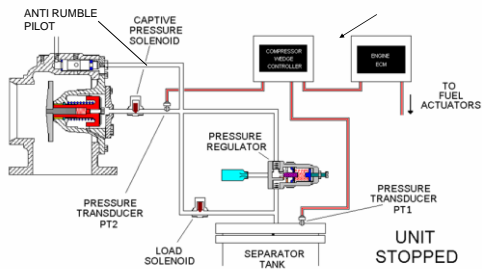 ANTI RUMBLE
PILOT
CAPTIVE
PRESSURE
SOLENOID
COMPRESSOR
WEDGE
CONTROLLER
ENGINE
ECM
TO
FUEL
ACTUATORS
PRESSURE
REGULATOR
PRESSURE
TRANSDUCER
PT2
PRESSURE
TRANSDUCER
PT1
LOAD
SOLENOID
SEPARATOR
TANK
UNIT
STOPPED